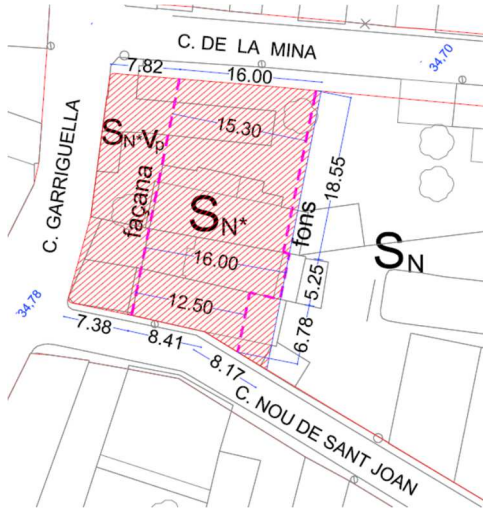 C. DE LA MINA
34,70
7.82
16.00
15.30
SN*Vp
18.55
C. GARRIGUELLA
façana
SN*
fons
SN
16.00
5.25
12.50
34,78
6.78
7.38
8.41
8.17
C. NOU DE SANT JOAN